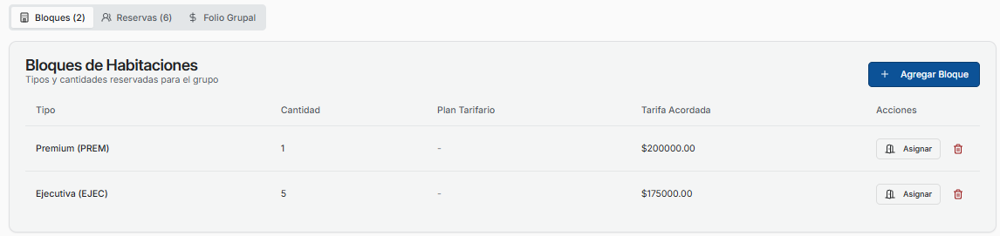 Bloques (2) Reservas (6) Folio Grupal
Bloques de Habitaciones
Tipos y cantidades reservadas para el grupo
+ Agregar Bloque
Tipo Cantidad Plan Tarifario Tarifa Acordada Acciones
Premium (PREM) 1 - $200000.00 Asignar
Ejecutiva (EJEC) 5 - $175000.00 Asignar